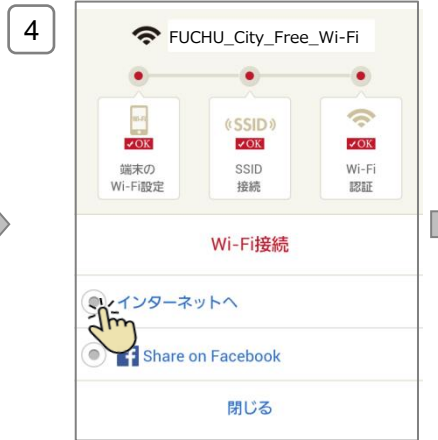 4
FUCHU_City_Free_Wi-Fi
Wi-Fi
SSID
✓OK
✓OK
✓OK
端末の
Wi-Fi設定
SSID
接続
Wi-Fi
認証
Wi-Fi接続
インターネットへ
f Share on Facebook
閉じる